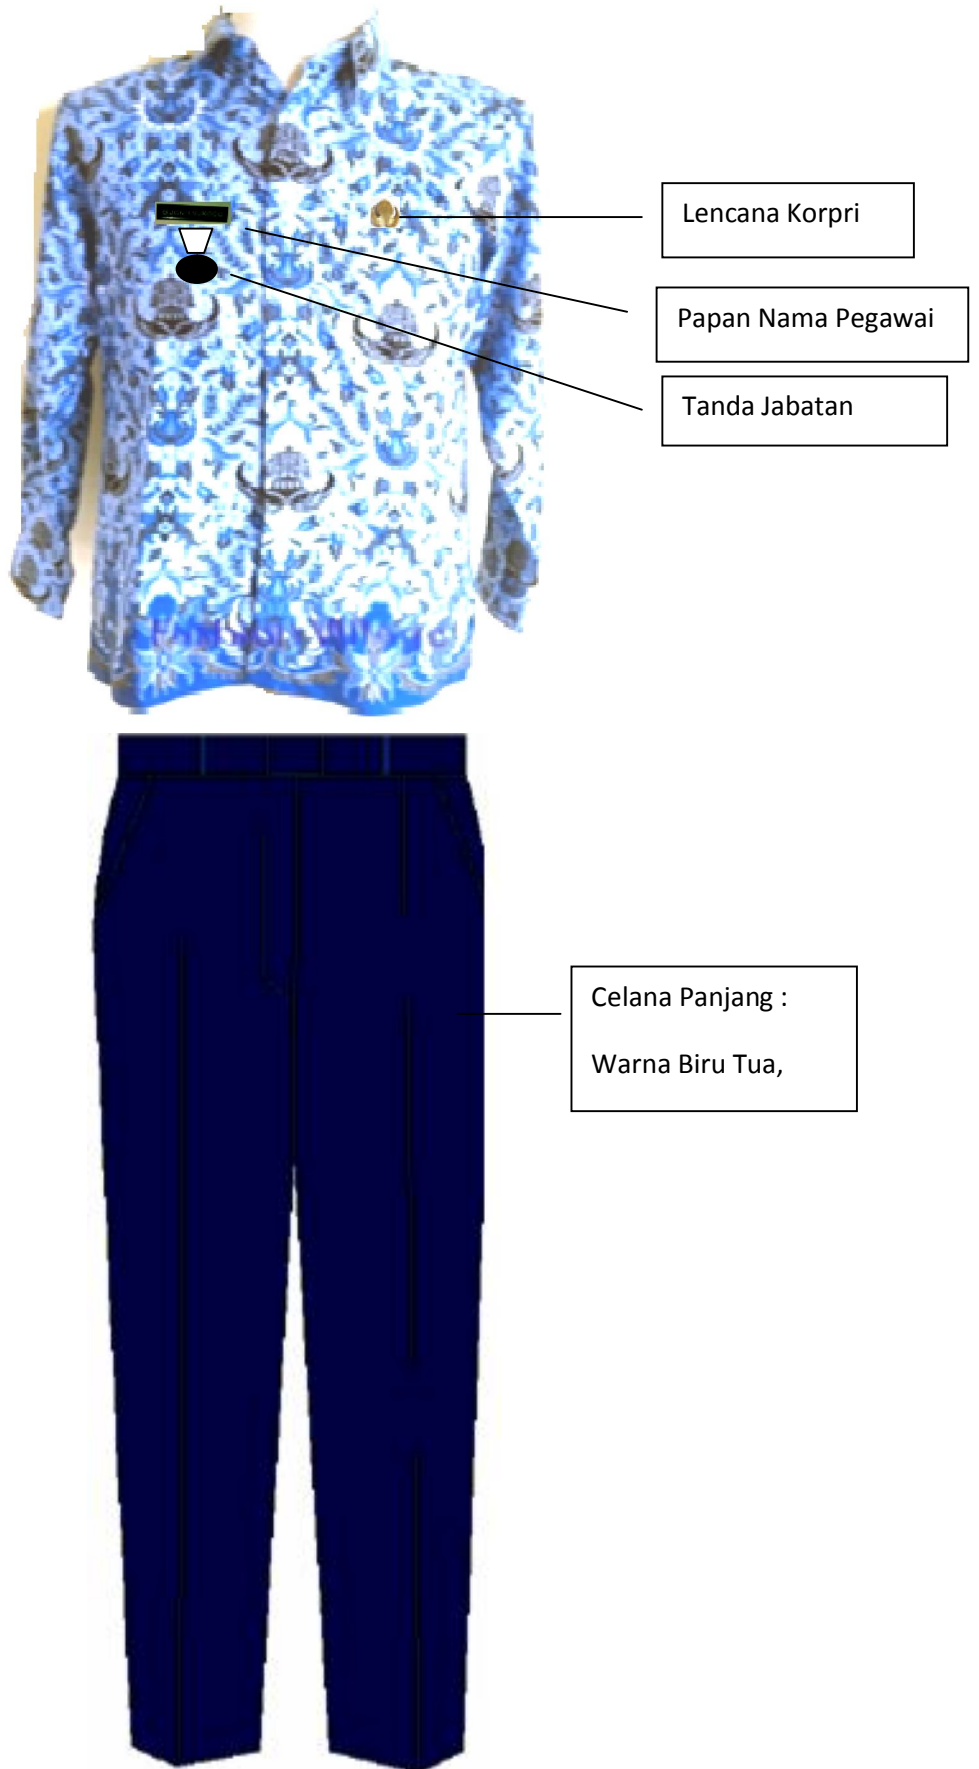 Lencana Korpri
Papan Nama Pegawai
Tanda Jabatan
Celana Panjang :
Warna Biru Tua,